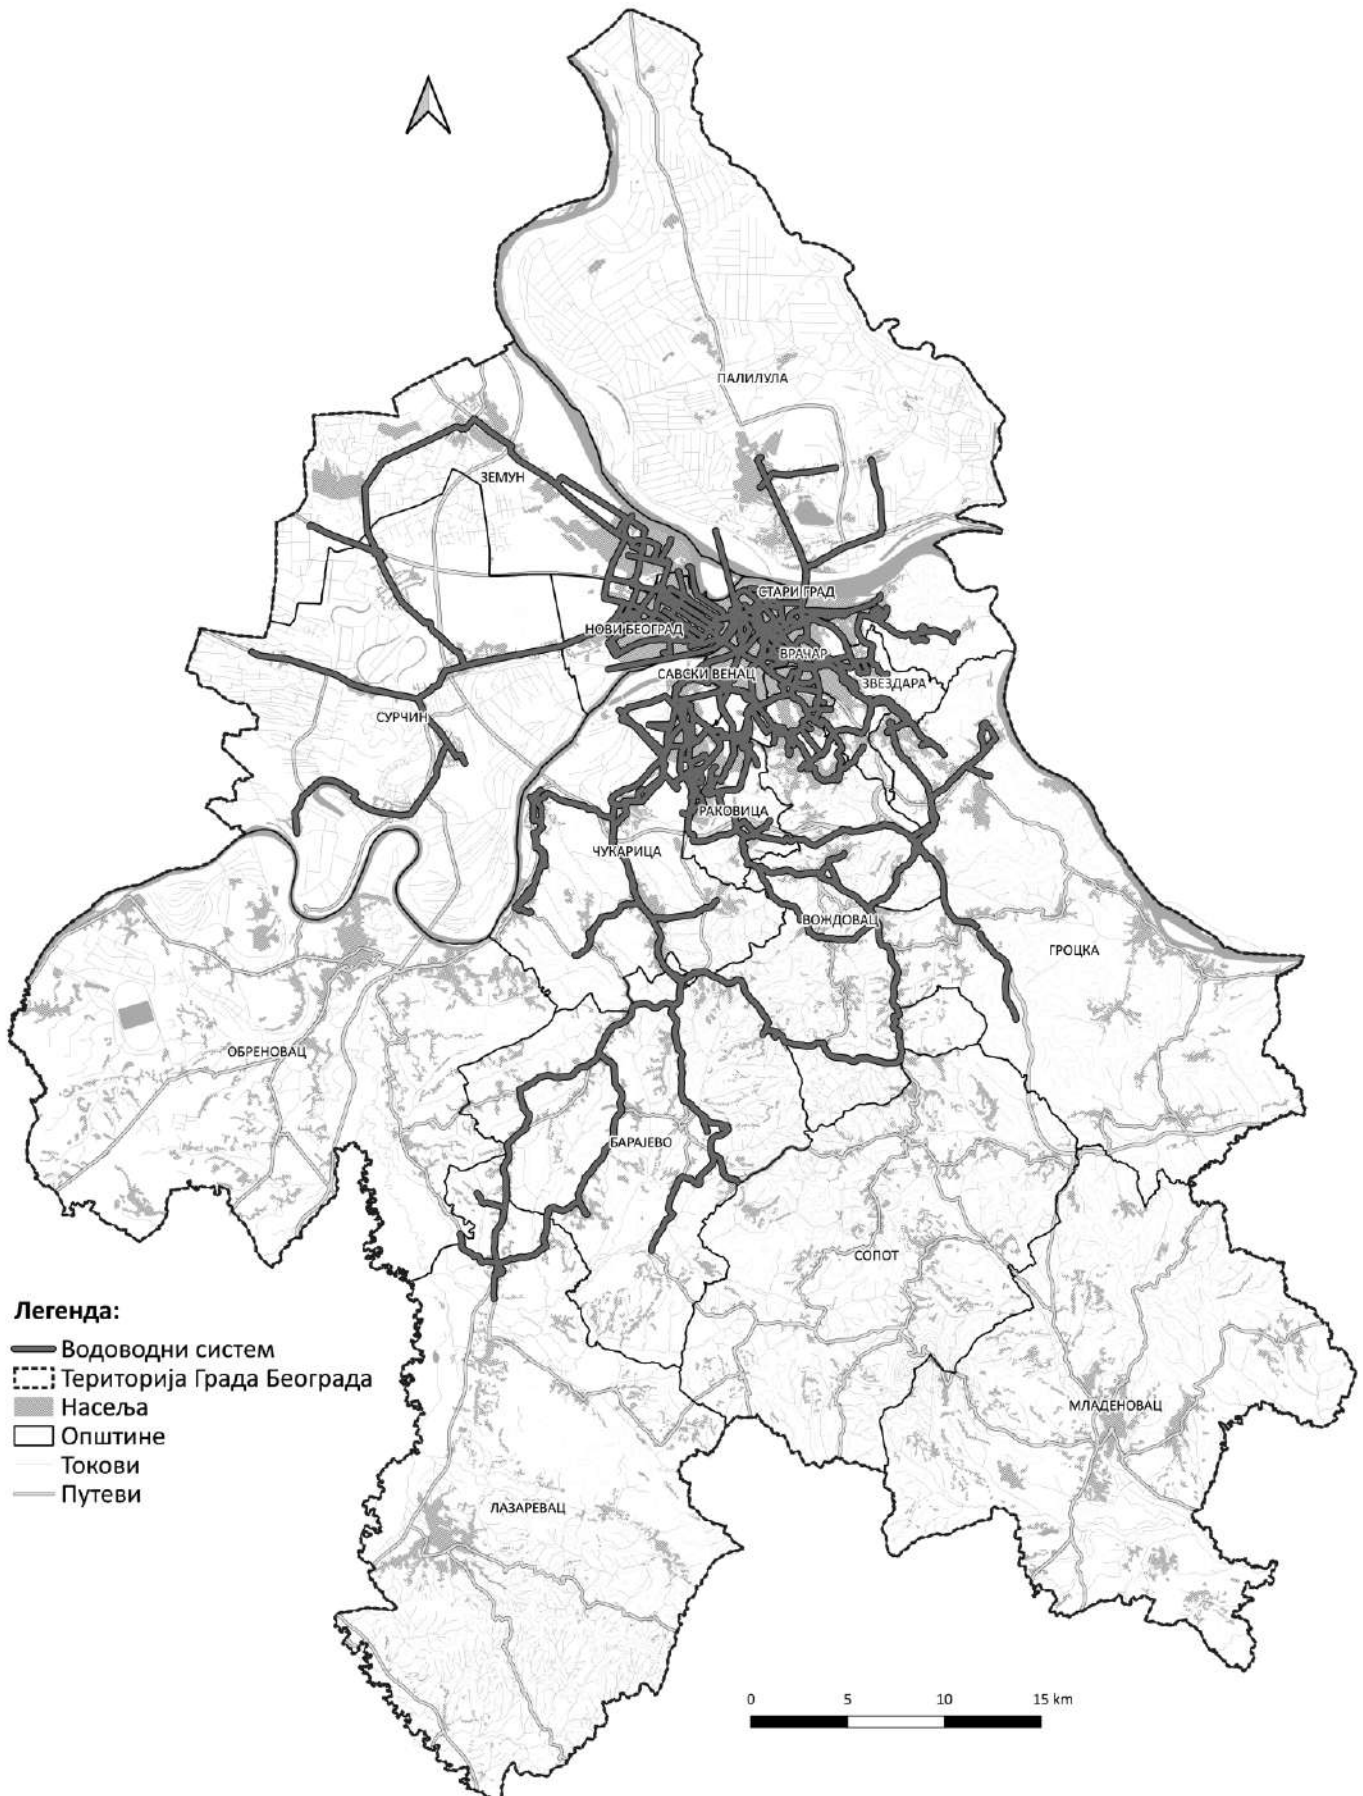 ПАЛИЛУЛА
ЗЕМУН
СТАРИ ГРАД
НОВИ БЕОГРАД
ВРАЧАР
САВСКИ ВЕНАЦ
ЗВЕЗДАРА
СУРЧИН
РАКОВИЦА
ЧУКАРИЦА
ВОЖДОВАЦ
ГРОЦКА
ОБРЕНОВАЦ
БАРАЈЕВО
СОПОТ
МЛАДЕНОВАЦ
ЛАЗАРЕВАЦ
Легенда:
Водоводни систем
Територија Града Београда
Насеља
Општине
Токови
Путеви
0 5 10 15 km